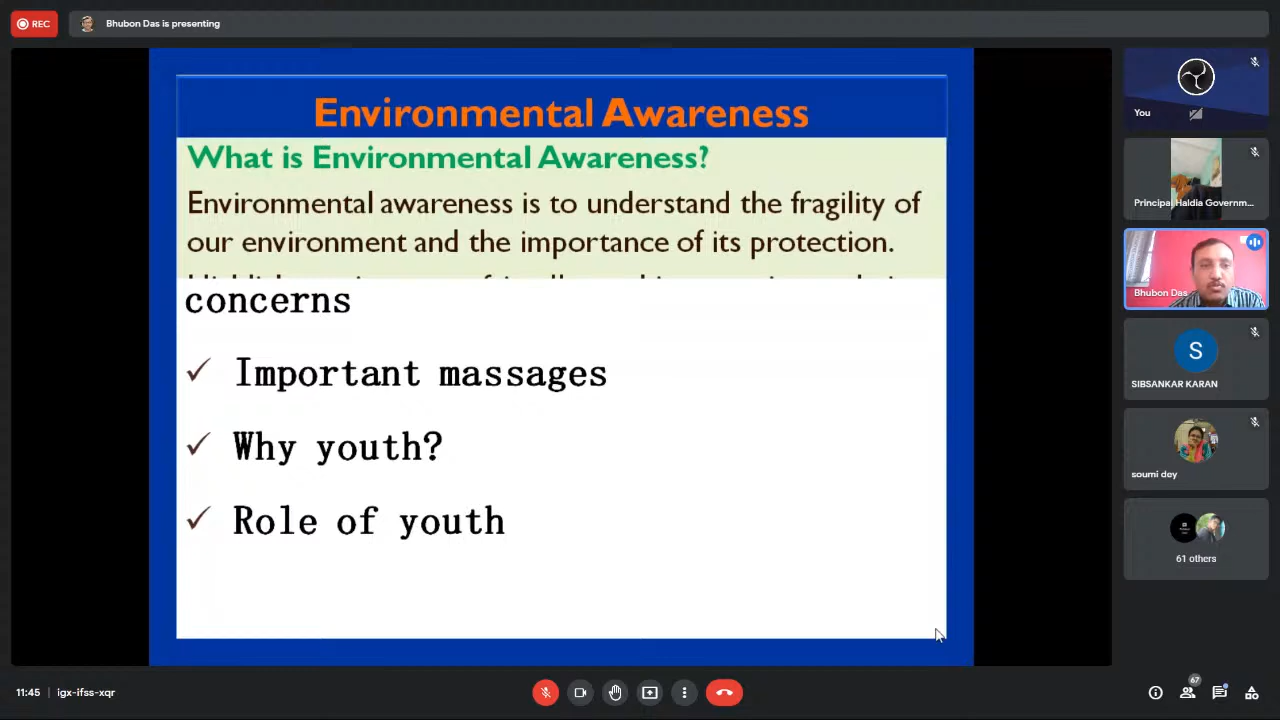 REC
Bhubon Das is presenting
Environmental Awareness
What is Environmental Awareness?
Environmental awareness is to understand the fragility of
our environment and the importance of its protection.
concerns
✓ Important massages
✓ Why youth?
✓ Role of youth
You
Principal Haldia Governm...
Bhubon Das
S
SIBSANKAR KARAN
soumi dey
61 others
11:45 | igx-ifss-xqr
67